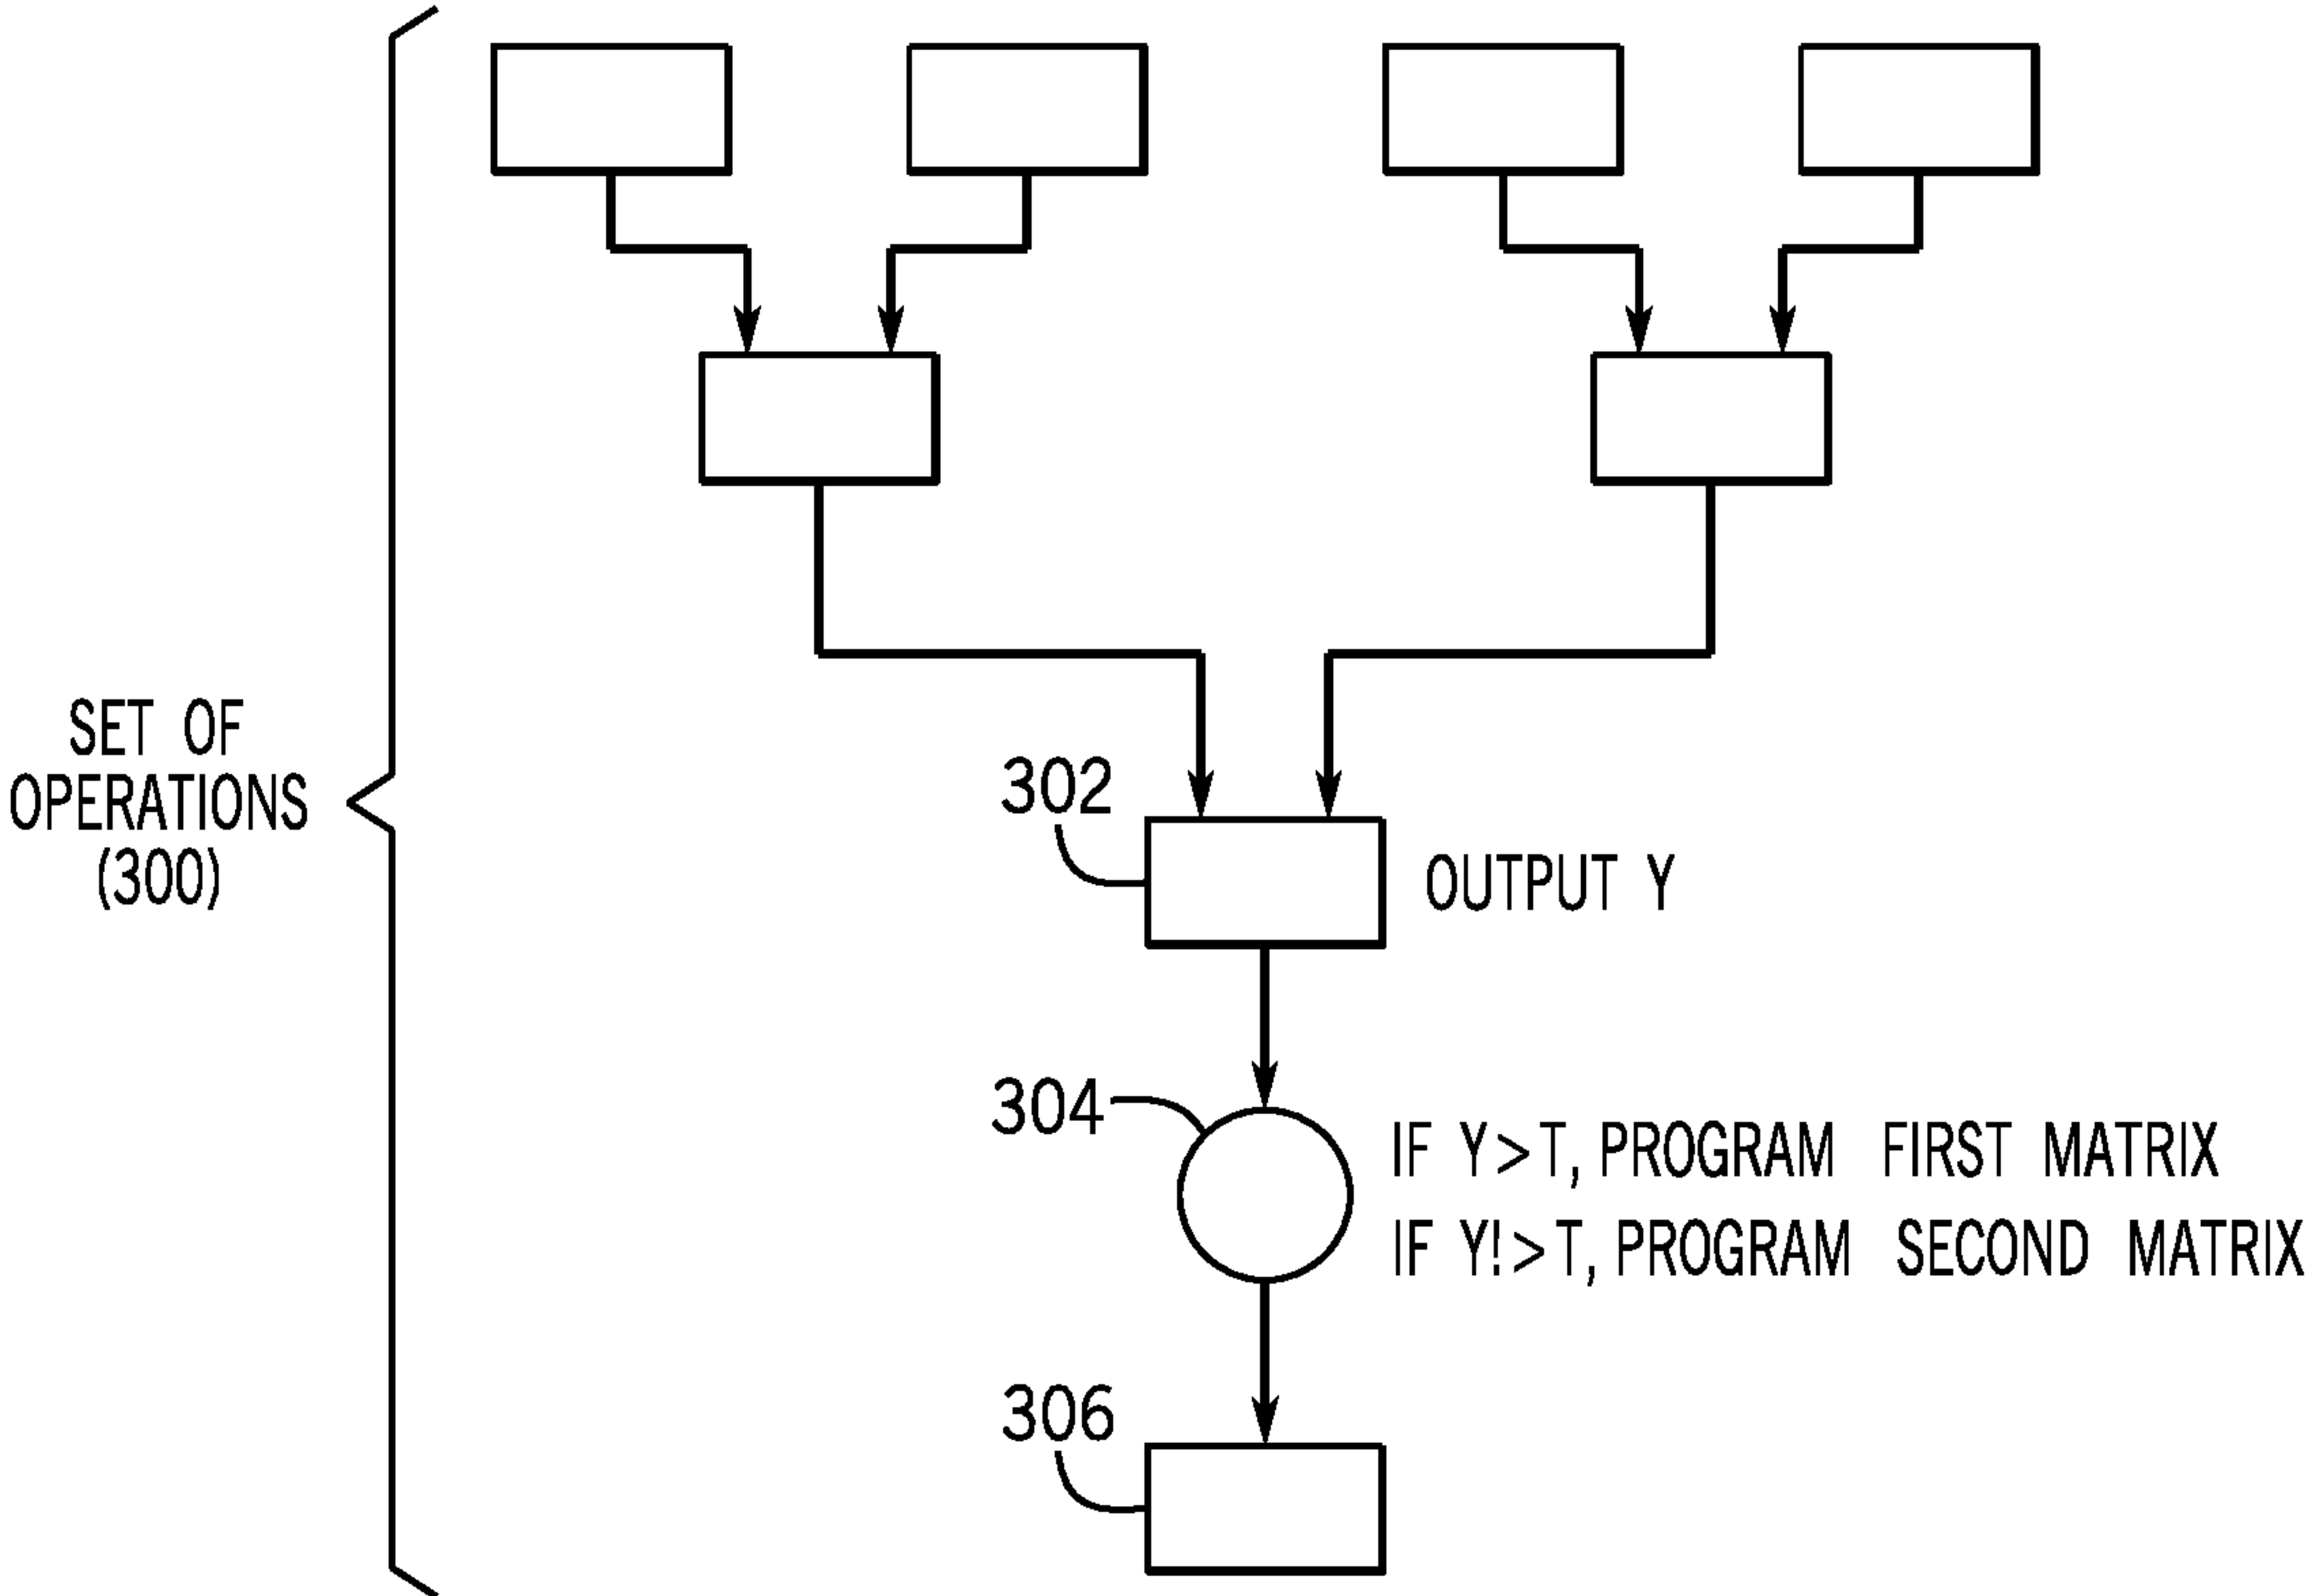 SET OF
OPERATIONS
(300)
302
OUTPUT Y
304
IF Y>T, PROGRAM FIRST MATRIX
IF Y!>T, PROGRAM SECOND MATRIX
306